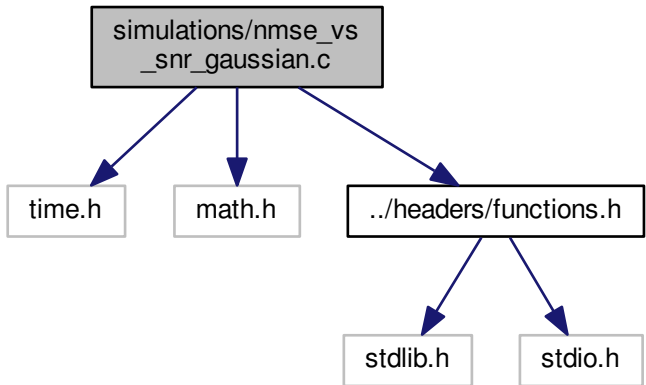 simulations/nmse_vs
_snr_gaussian.c
time.h
math.h
../headers/functions.h
stdlib.h
stdio.h